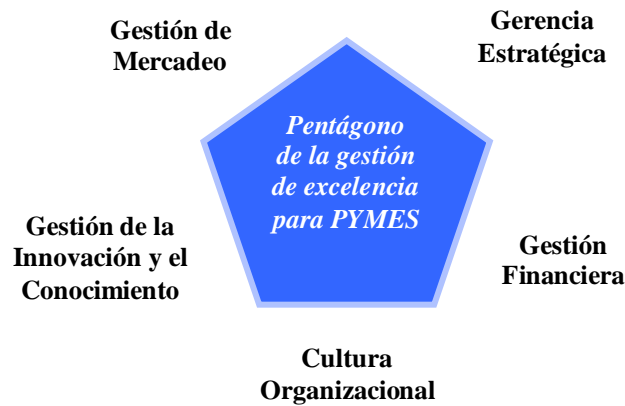 Gestión de
Mercadeo
Gerencia
Estratégica
Pentágono
de la gestión
de excelencia
para PYMES
Gestión de la
Innovación y el
Conocimiento
Gestión
Financiera
Cultura
Organizacional